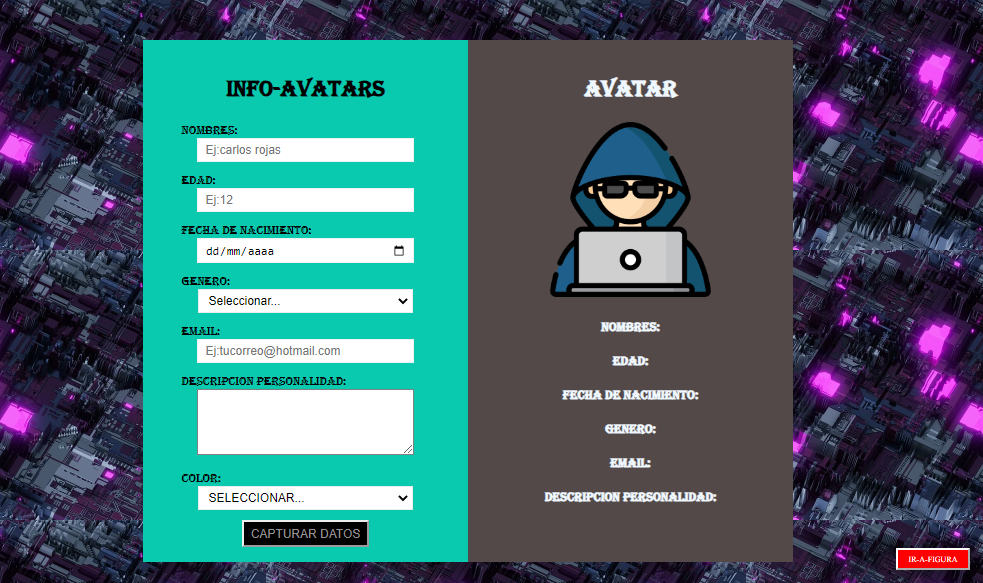 INFO-AVATARS
NOMBRES:
Ej:carlos rojas
EDAD:
Ej:12
FECHA DE NACIMIENTO:
dd/mm/aaaa
GENERO:
Seleccionar...
EMAIL:
Ej:tucorreo@hotmail.com
DESCRIPCION PERSONALIDAD:
COLOR:
SELECCIONAR...
CAPTURAR DATOS
AVATAR
NOMBRES:
EDAD:
FECHA DE NACIMIENTO:
GENERO:
EMAIL:
DESCRIPCION PERSONALIDAD:
IR-A-FIGURA